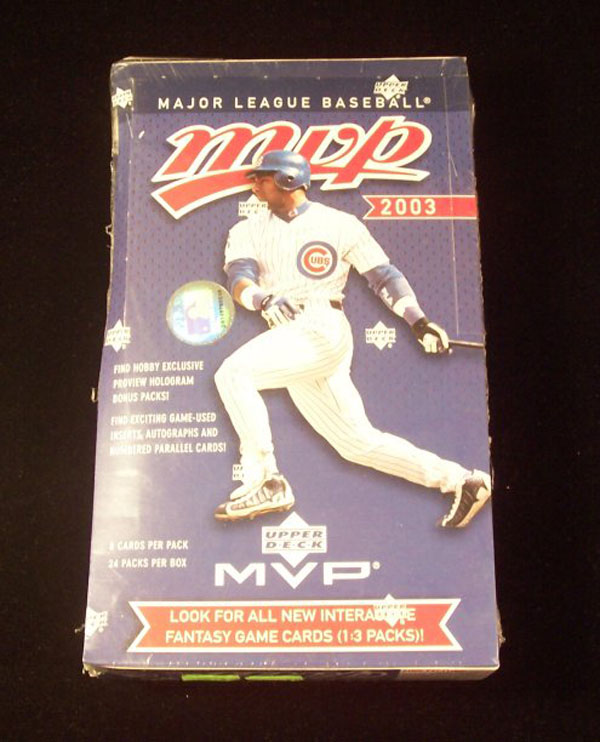 MAJOR LEAGUE BASEBALL®
mvp
2003
UPPER DECK
CUBS
FIND HOBBY EXCLUSIVE
PREVIEW HOLOGRAM
BONUS PACKS!
FIND EXCITING GAME-USED
INSERTS, AUTOGRAPHS AND
NUMBERED PARALLEL CARDS!
8 CARDS PER PACK
24 PACKS PER BOX
UPPER
D·E·C·K
MVP®
LOOK FOR ALL NEW INTERACTIVE
FANTASY GAME CARDS (1:3 PACKS)!